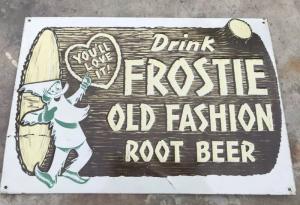 YOU'LL
LOVE
IT!
Drink
FROSTIE
OLD FASHION
ROOT BEER